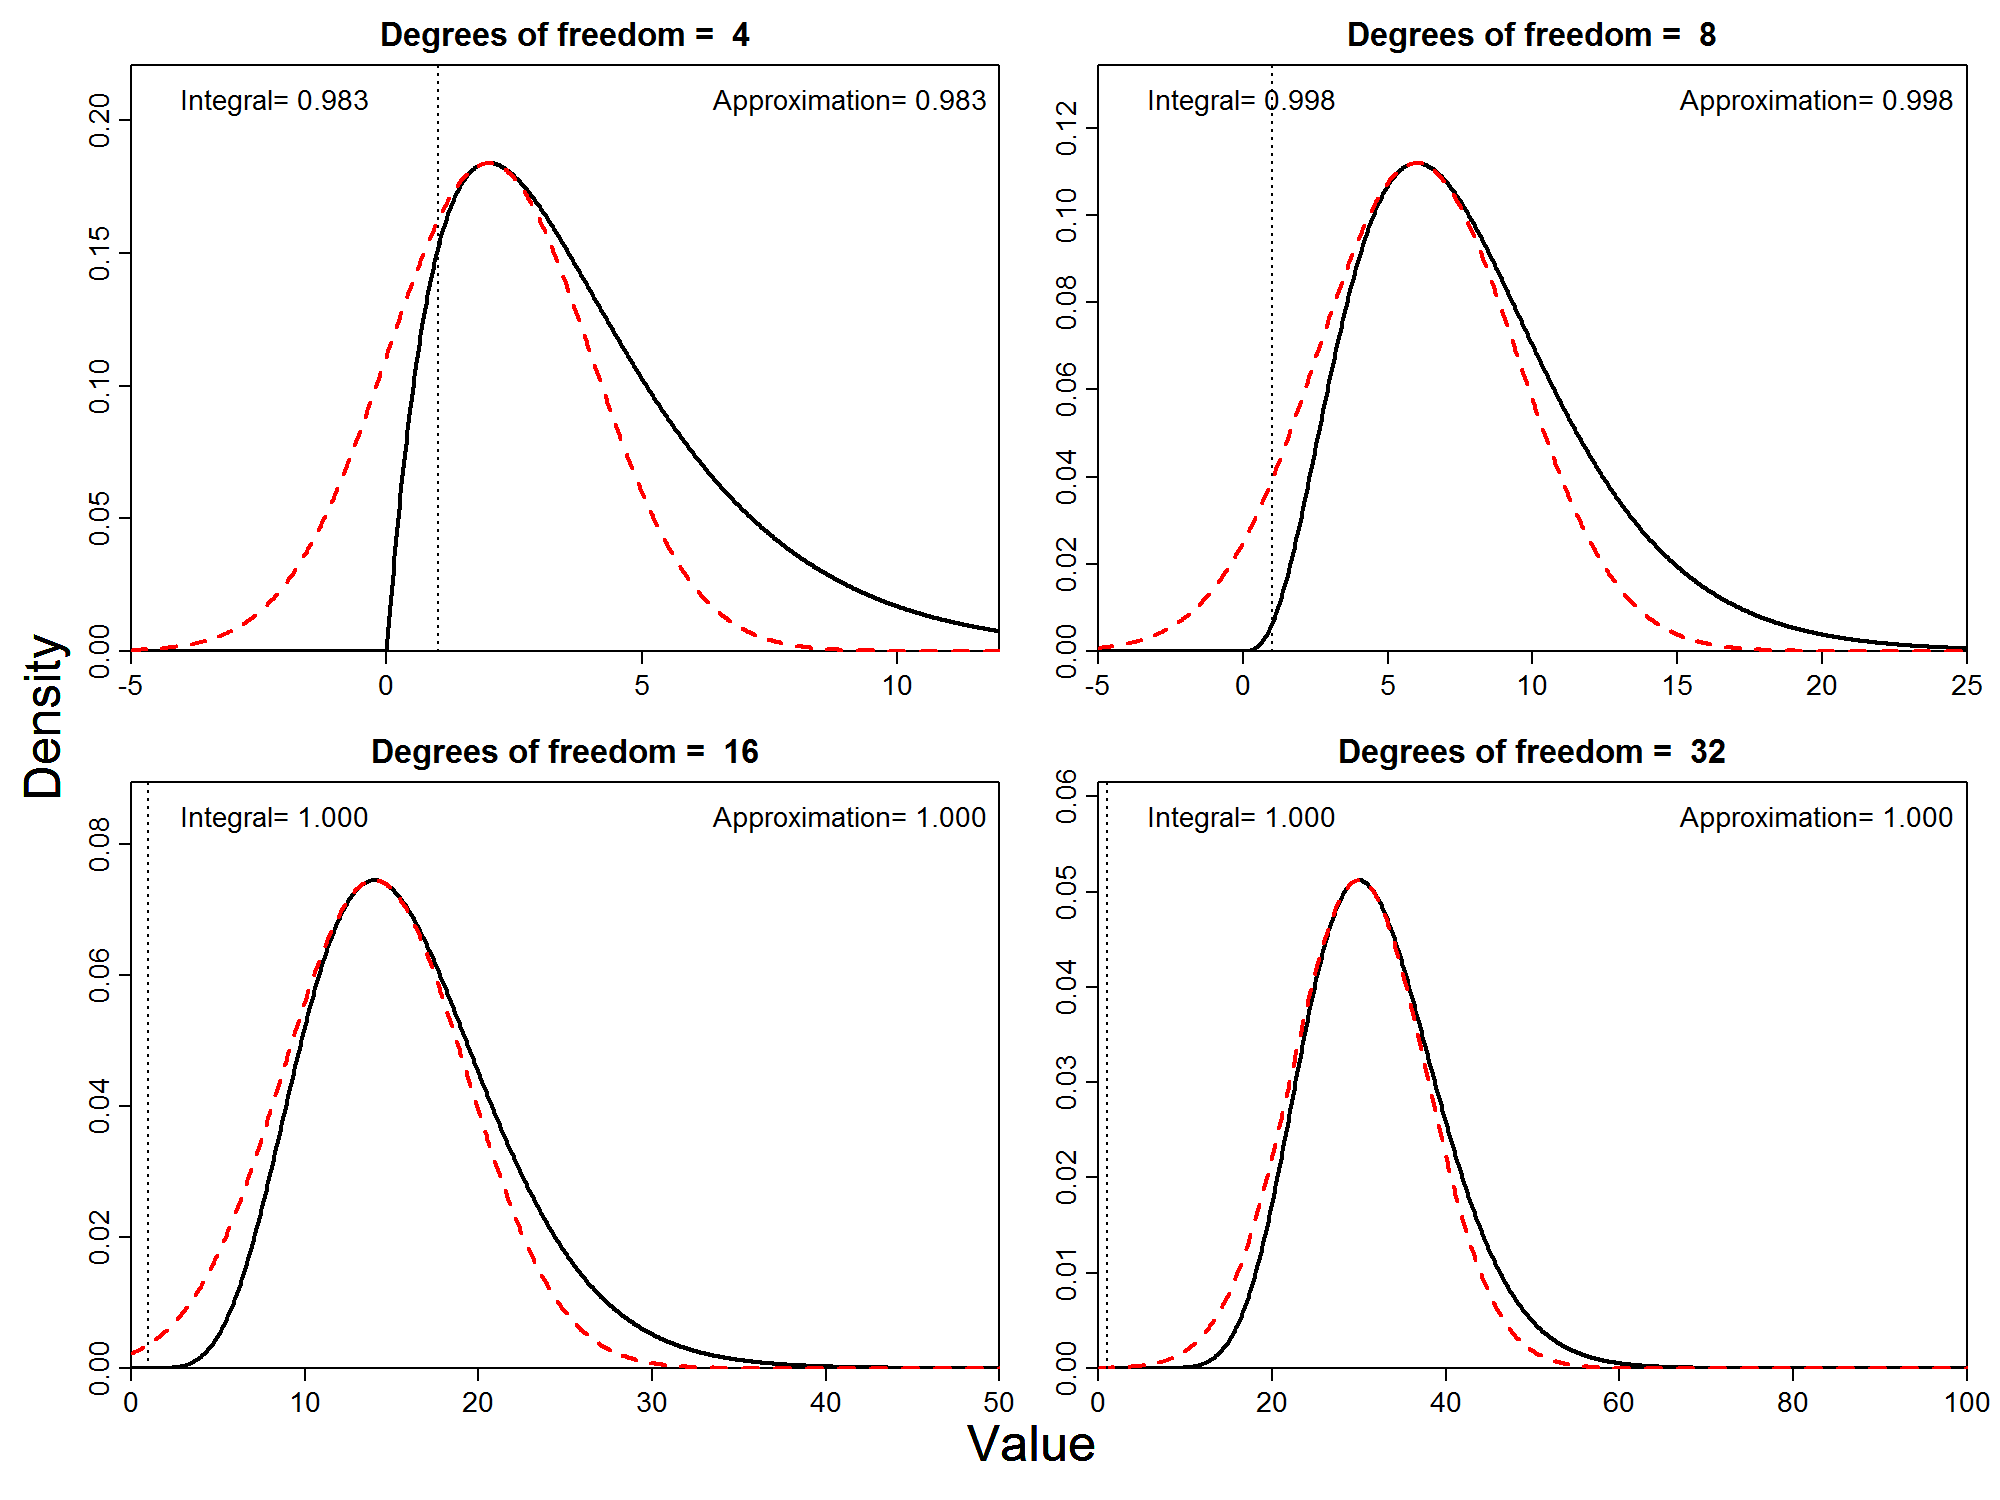 Degrees of freedom = 4
Integral= 0.983
Approximation= 0.983
0.20
0.15
0.10
0.05
0.00
-5 0 5 10
Degrees of freedom = 8
Integral= 0.998
Approximation= 0.998
0.12
0.10
0.08
0.06
0.04
0.02
0.00
-5 0 5 10 15 20 25
Density
Degrees of freedom = 16
Integral= 1.000
Approximation= 1.000
0.08
0.06
0.04
0.02
0.00
0 10 20 30 40 50
Degrees of freedom = 32
Integral= 1.000
Approximation= 1.000
0.06
0.05
0.04
0.03
0.02
0.01
0.00
0 20 40 60 80 100
Value